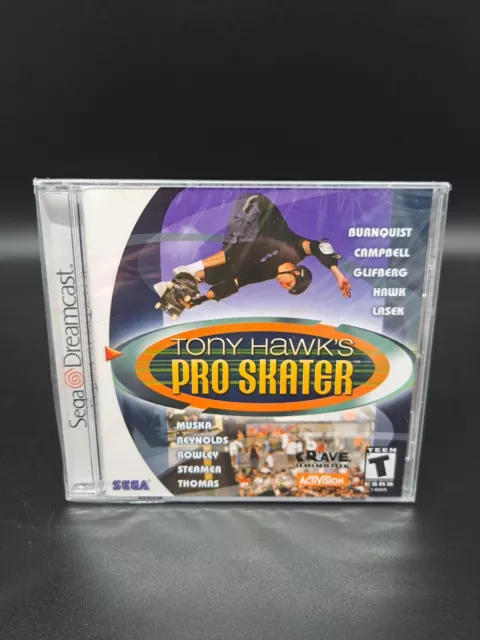 Sega Dreamcast.
BURNQUIST
CAMPBELL
GLIFBERG
HAWK
LASEK
TONY HAWK'S
PRO SKATER
MUSKA
REYNOLDS
ROWLEY
STEAMER
THOMAS
SEGA
CRAVE
ENTERTAINMENT
ACTIVISION
TEEN
T
ESRB